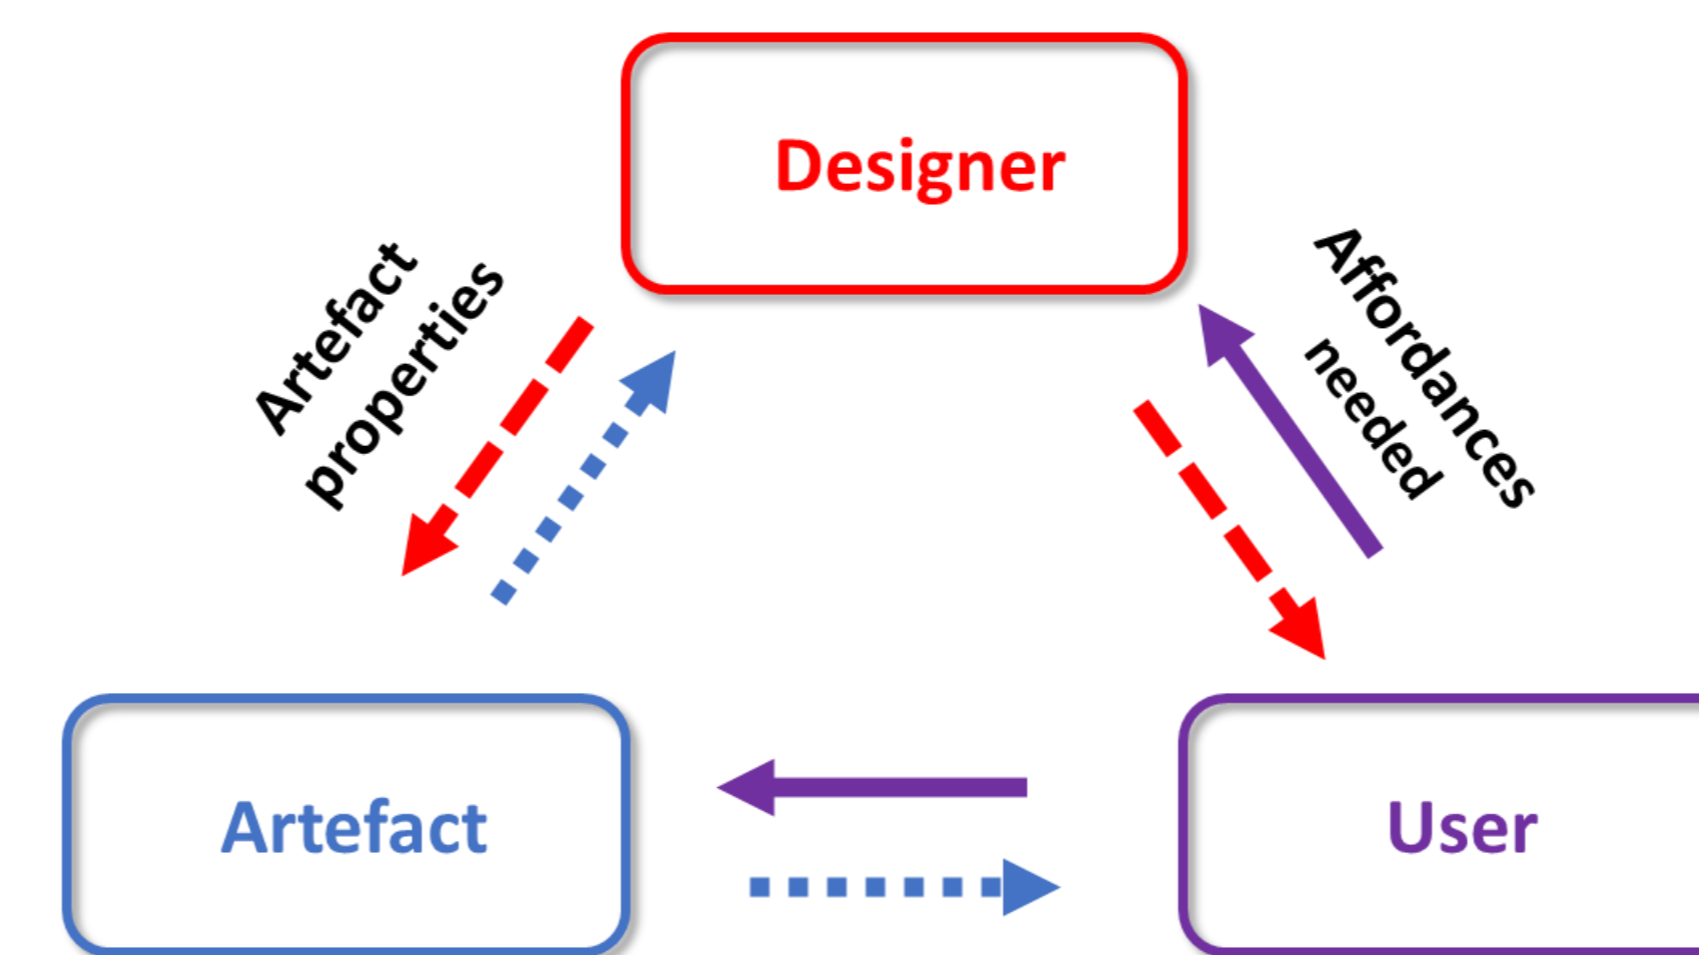 Designer
Artefact
properties
Affordances
needed
Artefact
User